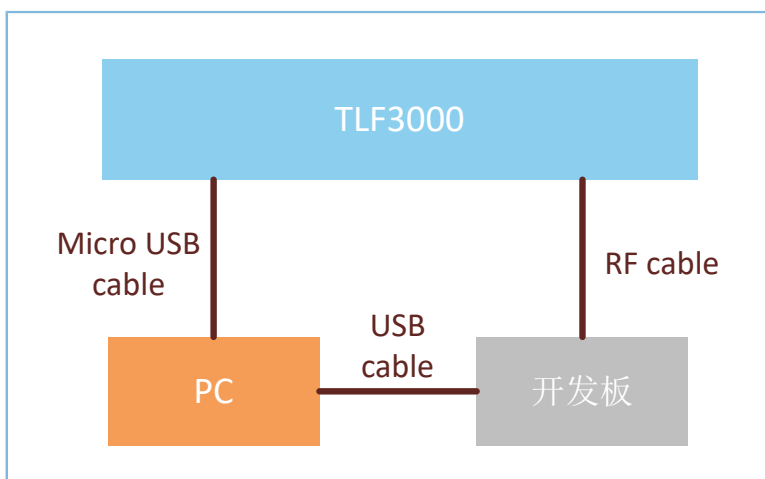 TLF3000
Micro USB
cable
RF cable
USB
cable
PC
开发板